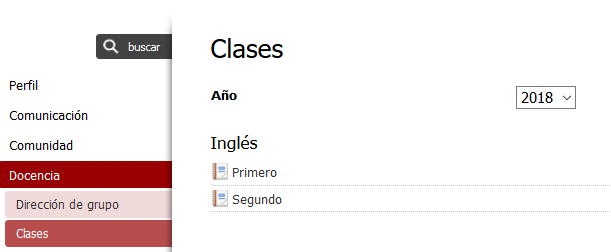 buscar
Perfil
Comunicación
Comunidad
Docencia
Dirección de grupo
Clases
Clases
Año
2018
Inglés
Primero
Segundo